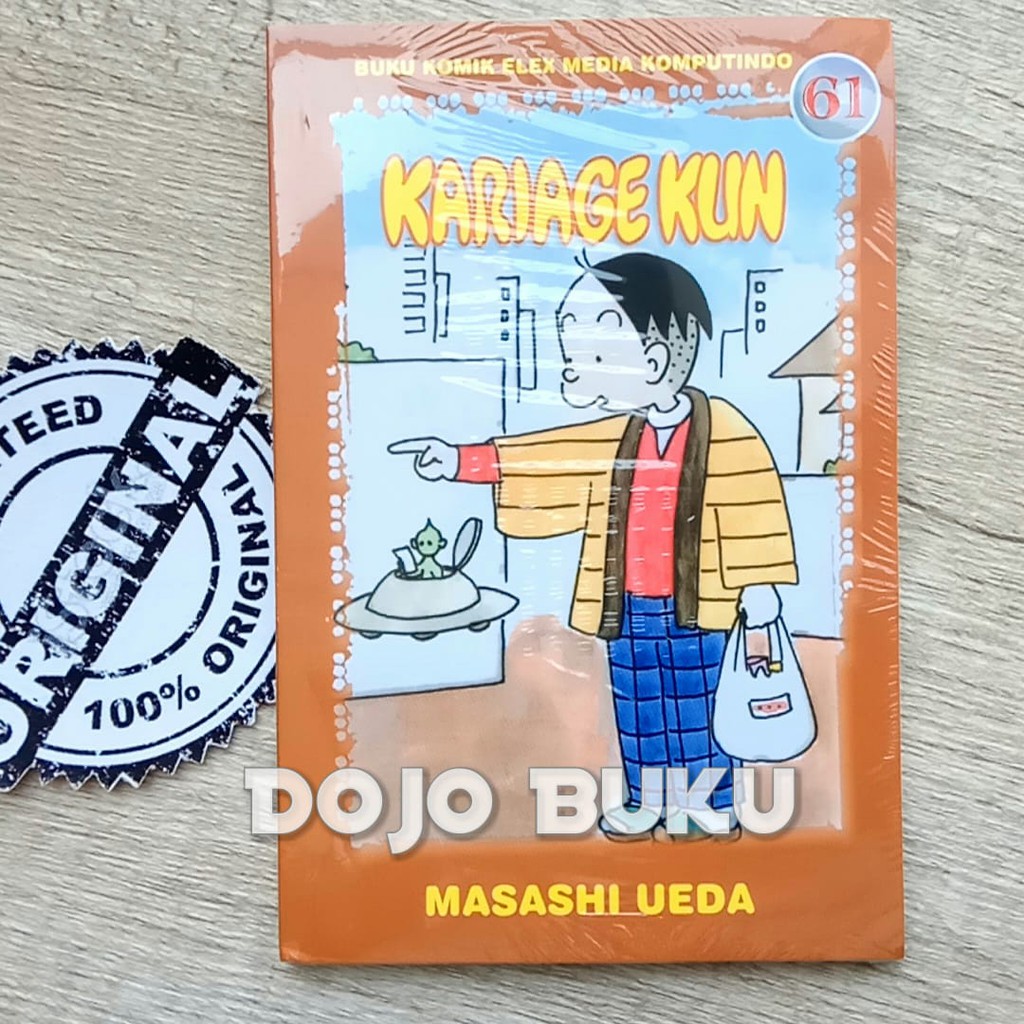 BUKU KOMIK ELEX MEDIA KOMPUTINDO
61
KARIAGE KUN
TEED
ORIGINAL
100% ORIGINAL
DOJO BUKU
MASASHI UEDA